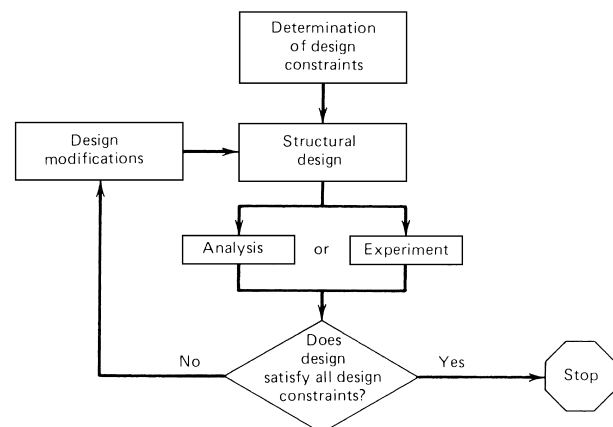 Determination
of design
constraints
Design
modifications
Structural
design
Analysis
or
Experiment
Does
design
satisfy all design
constraints?
No
Yes
Stop